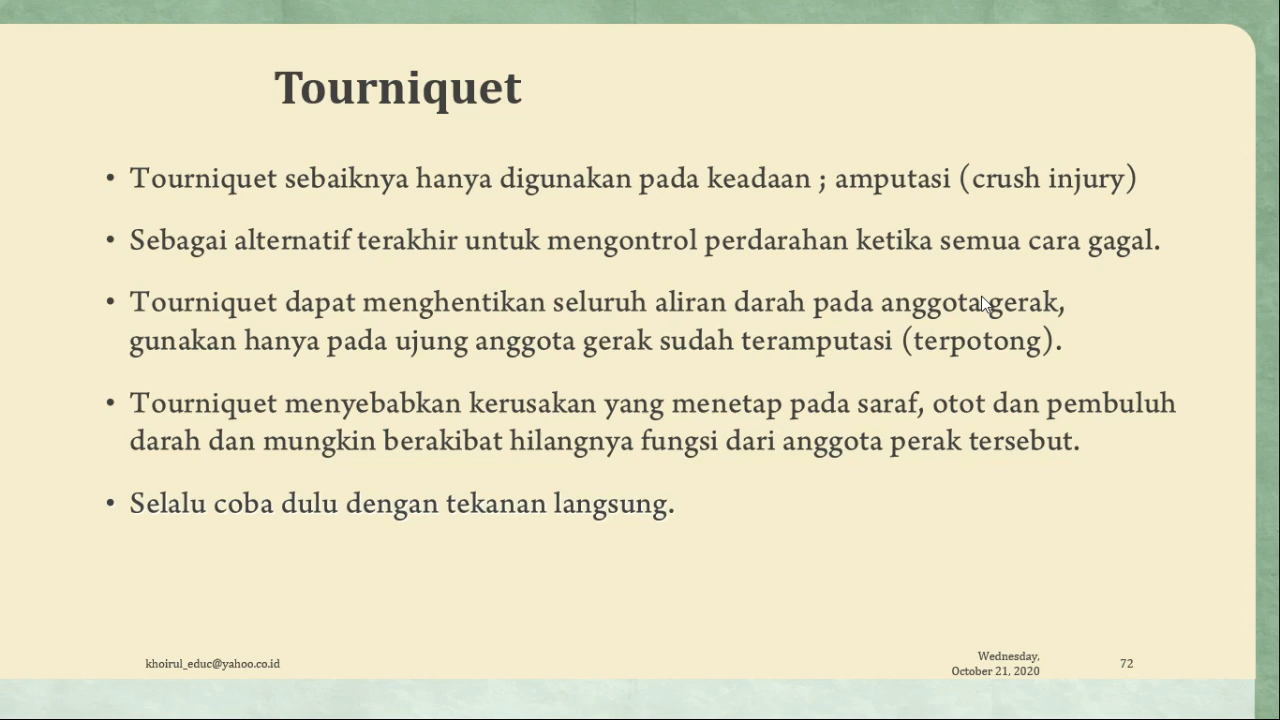 Tourniquet
• Tourniquet sebaiknya hanya digunakan pada keadaan ; amputasi (crush injury)
• Sebagai alternatif terakhir untuk mengontrol perdarahan ketika semua cara gagal.
• Tourniquet dapat menghentikan seluruh aliran darah pada anggota gerak,
gunakan hanya pada ujung anggota gerak sudah teramputasi (terpotong).
• Tourniquet menyebabkan kerusakan yang menetap pada saraf, otot dan pembuluh
darah dan mungkin berakibat hilangnya fungsi dari anggota perak tersebut.
• Selalu coba dulu dengan tekanan langsung.
khoirul_educ@yahoo.co.id
Wednesday,
October 21, 2020
72